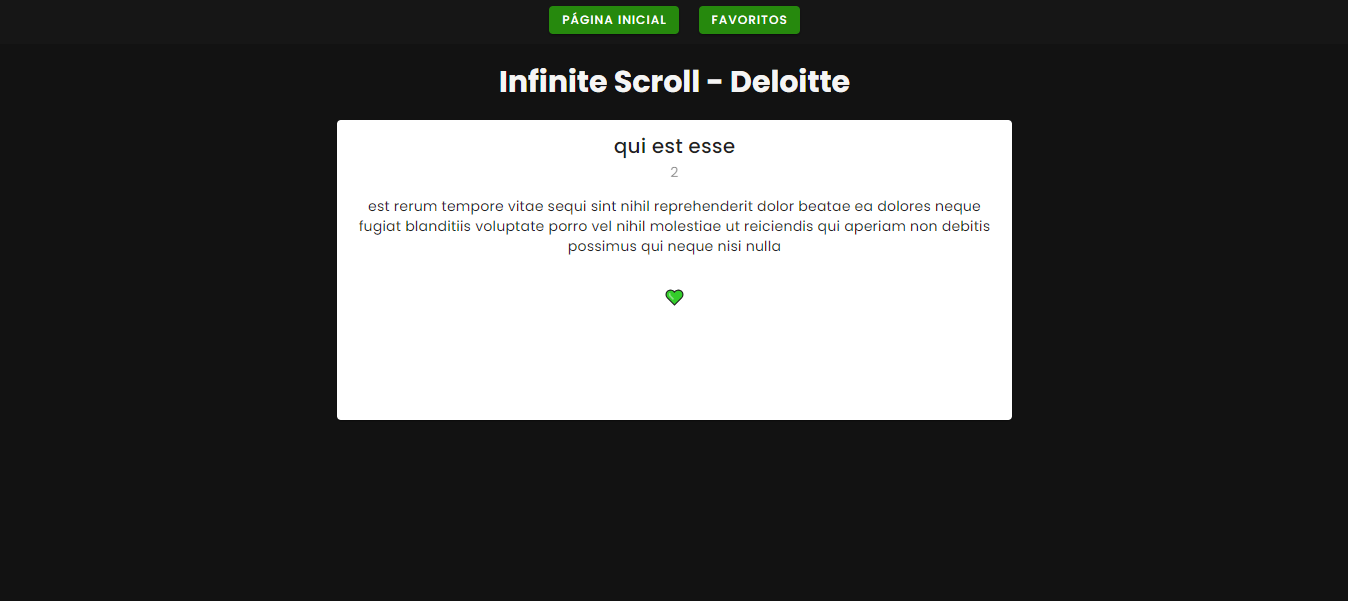 PÁGINA INICIAL FAVORITOS
Infinite Scroll - Deloitte
qui est esse
2
est rerum tempore vitae sequi sint nihil reprehenderit dolor beatae ea dolores neque
fugiat blanditiis voluptate porro vel nihil molestiae ut reiciendis qui aperiam non debitis
possimus qui neque nisi nulla